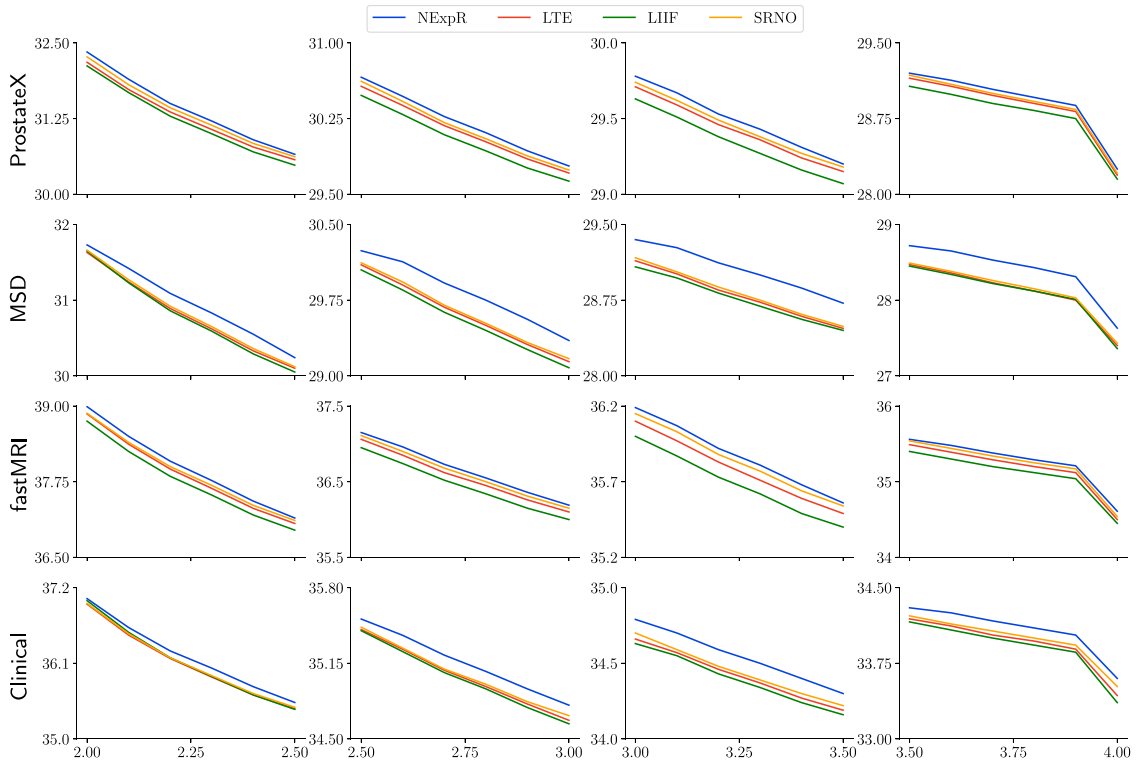 NExpR LTE LIIF SRNO
ProstateX
32.50 31.00 30.0 29.50
31.25 30.25 29.5 28.75
30.00 29.50 29.0 28.00
MSD
32 30.50 29.50 29
31 29.75 28.75 28
30 29.00 28.00 27
fastMRI
39.00 37.5 36.2 36
37.75 36.5 35.7 35
36.50 35.5 35.2 34
Clinical
37.2 35.80 35.0 34.50
36.1 35.15 34.5 33.75
35.0 34.50 34.0 33.00
2.00 2.25 2.50 2.50 2.75 3.00 3.00 3.25 3.50 3.50 3.75 4.00